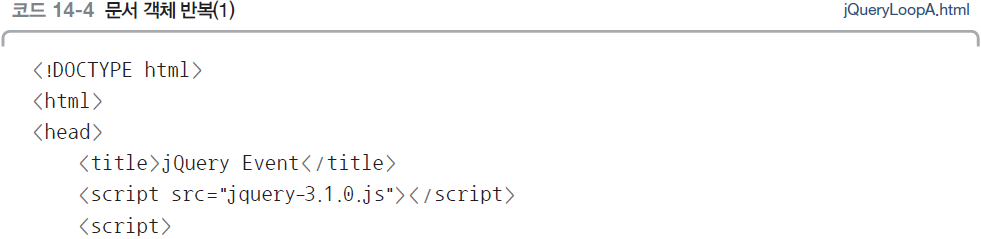 코드 14-4 문서 객체 반복(1) jQueryLoopA.html
<!DOCTYPE html>
<html>
<head>
    <title>jQuery Event</title>
    <script src="jquery-3.1.0.js"></script>
    <script>